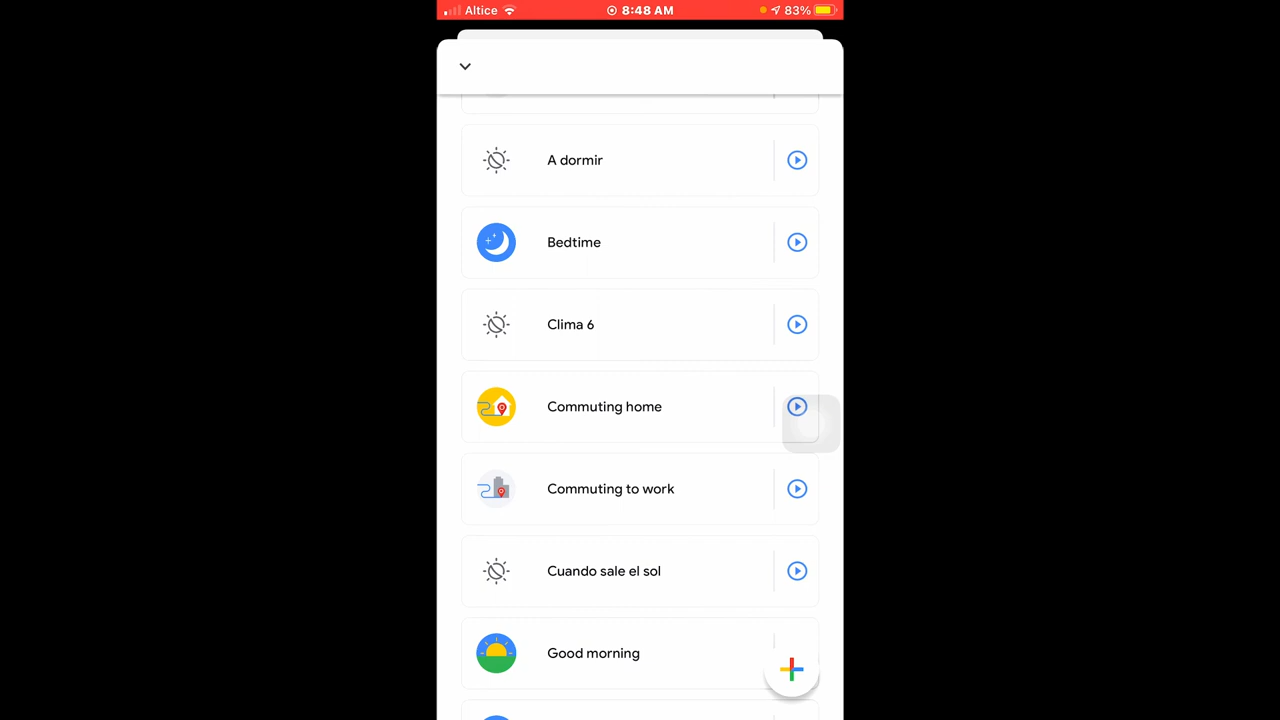 Altice 8:48 AM 83%
A dormir
Bedtime
Clima 6
Commuting home
Commuting to work
Cuando sale el sol
Good morning